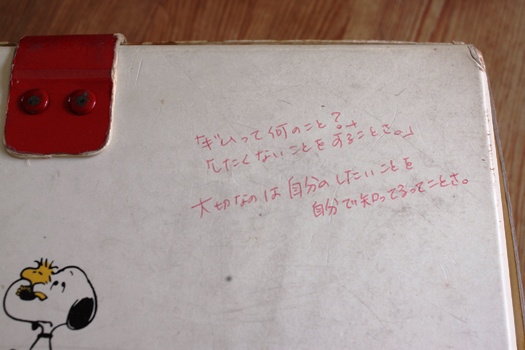 「ギムって何のこと?」
「したくないことをすることさ。」
大切なのは自分のしたいことを
自分で知ってるってことさ。